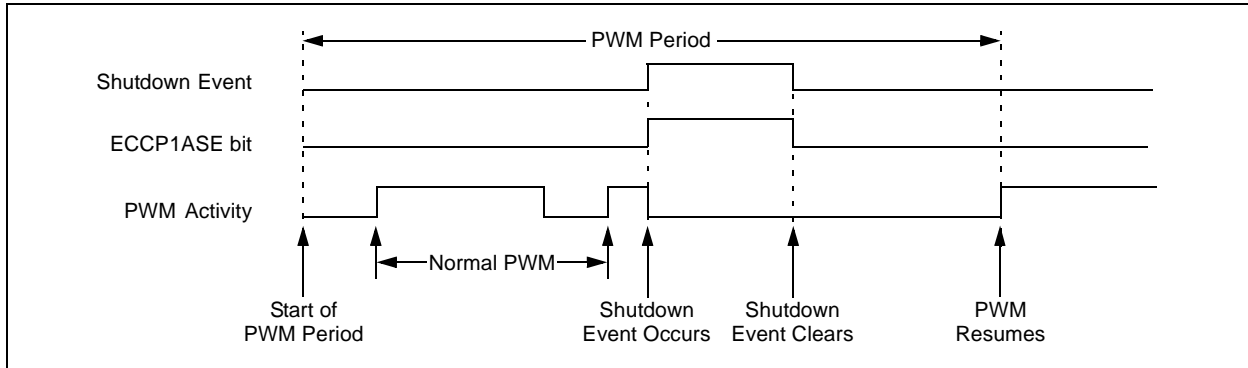 PWM Period
Shutdown Event
ECCP1ASE bit
PWM Activity
Normal PWM
Start of
PWM Period
Shutdown
Event Occurs
Shutdown
Event Clears
PWM
Resumes